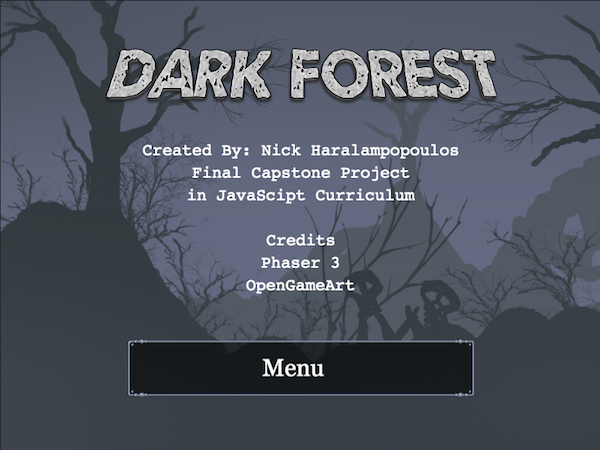 DARK FOREST
Created By: Nick Haralampopoulos
Final Capstone Project
in JavaScipt Curriculum
Credits
Phaser 3
OpenGameArt
Menu